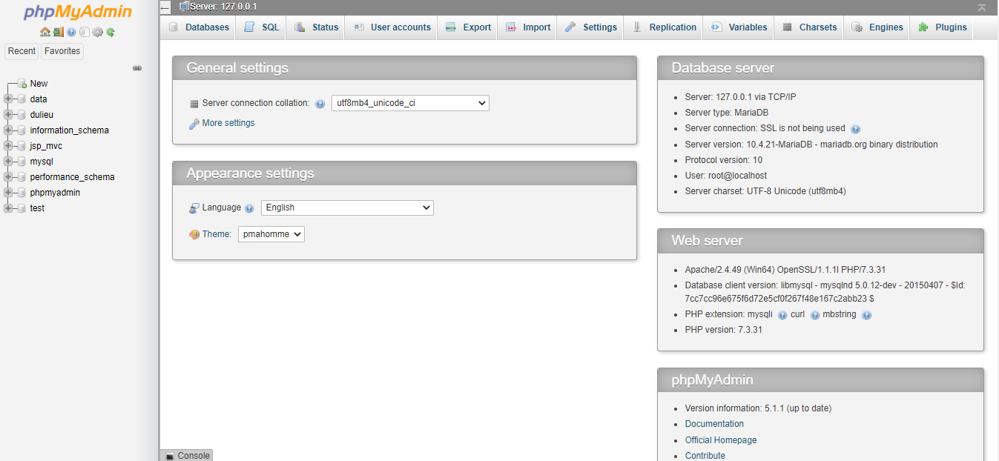 phpMyAdmin
Recent Favorites
New
data
dulieu
information_schema
jsp_mvc
mysql
performance_schema
phpmyadmin
test
Server: 127.0.0.1
Databases SQL Status User accounts Export Import Settings Replication Variables Charsets Engines Plugins
General settings
Server connection collation: utf8mb4_unicode_ci
More settings
Appearance settings
Language English
Theme: pmahomme
Database server
Server: 127.0.0.1 via TCP/IP
Server type: MariaDB
Server connection: SSL is not being used
Server version: 10.4.21-MariaDB - mariadb.org binary distribution
Protocol version: 10
User: root@localhost
Server charset: UTF-8 Unicode (utf8mb4)
Web server
Apache/2.4.49 (Win64) OpenSSL/1.1.1l PHP/7.3.31
Database client version: libmysql - mysqlnd 5.0.12-dev - 20150407 - $Id:
7cc7cc96e675f6d72e5cf0f267f48e167c2abb23 $
PHP extension: mysqli curl mbstring
PHP version: 7.3.31
phpMyAdmin
Version information: 5.1.1 (up to date)
Documentation
Official Homepage
Contribute
Console